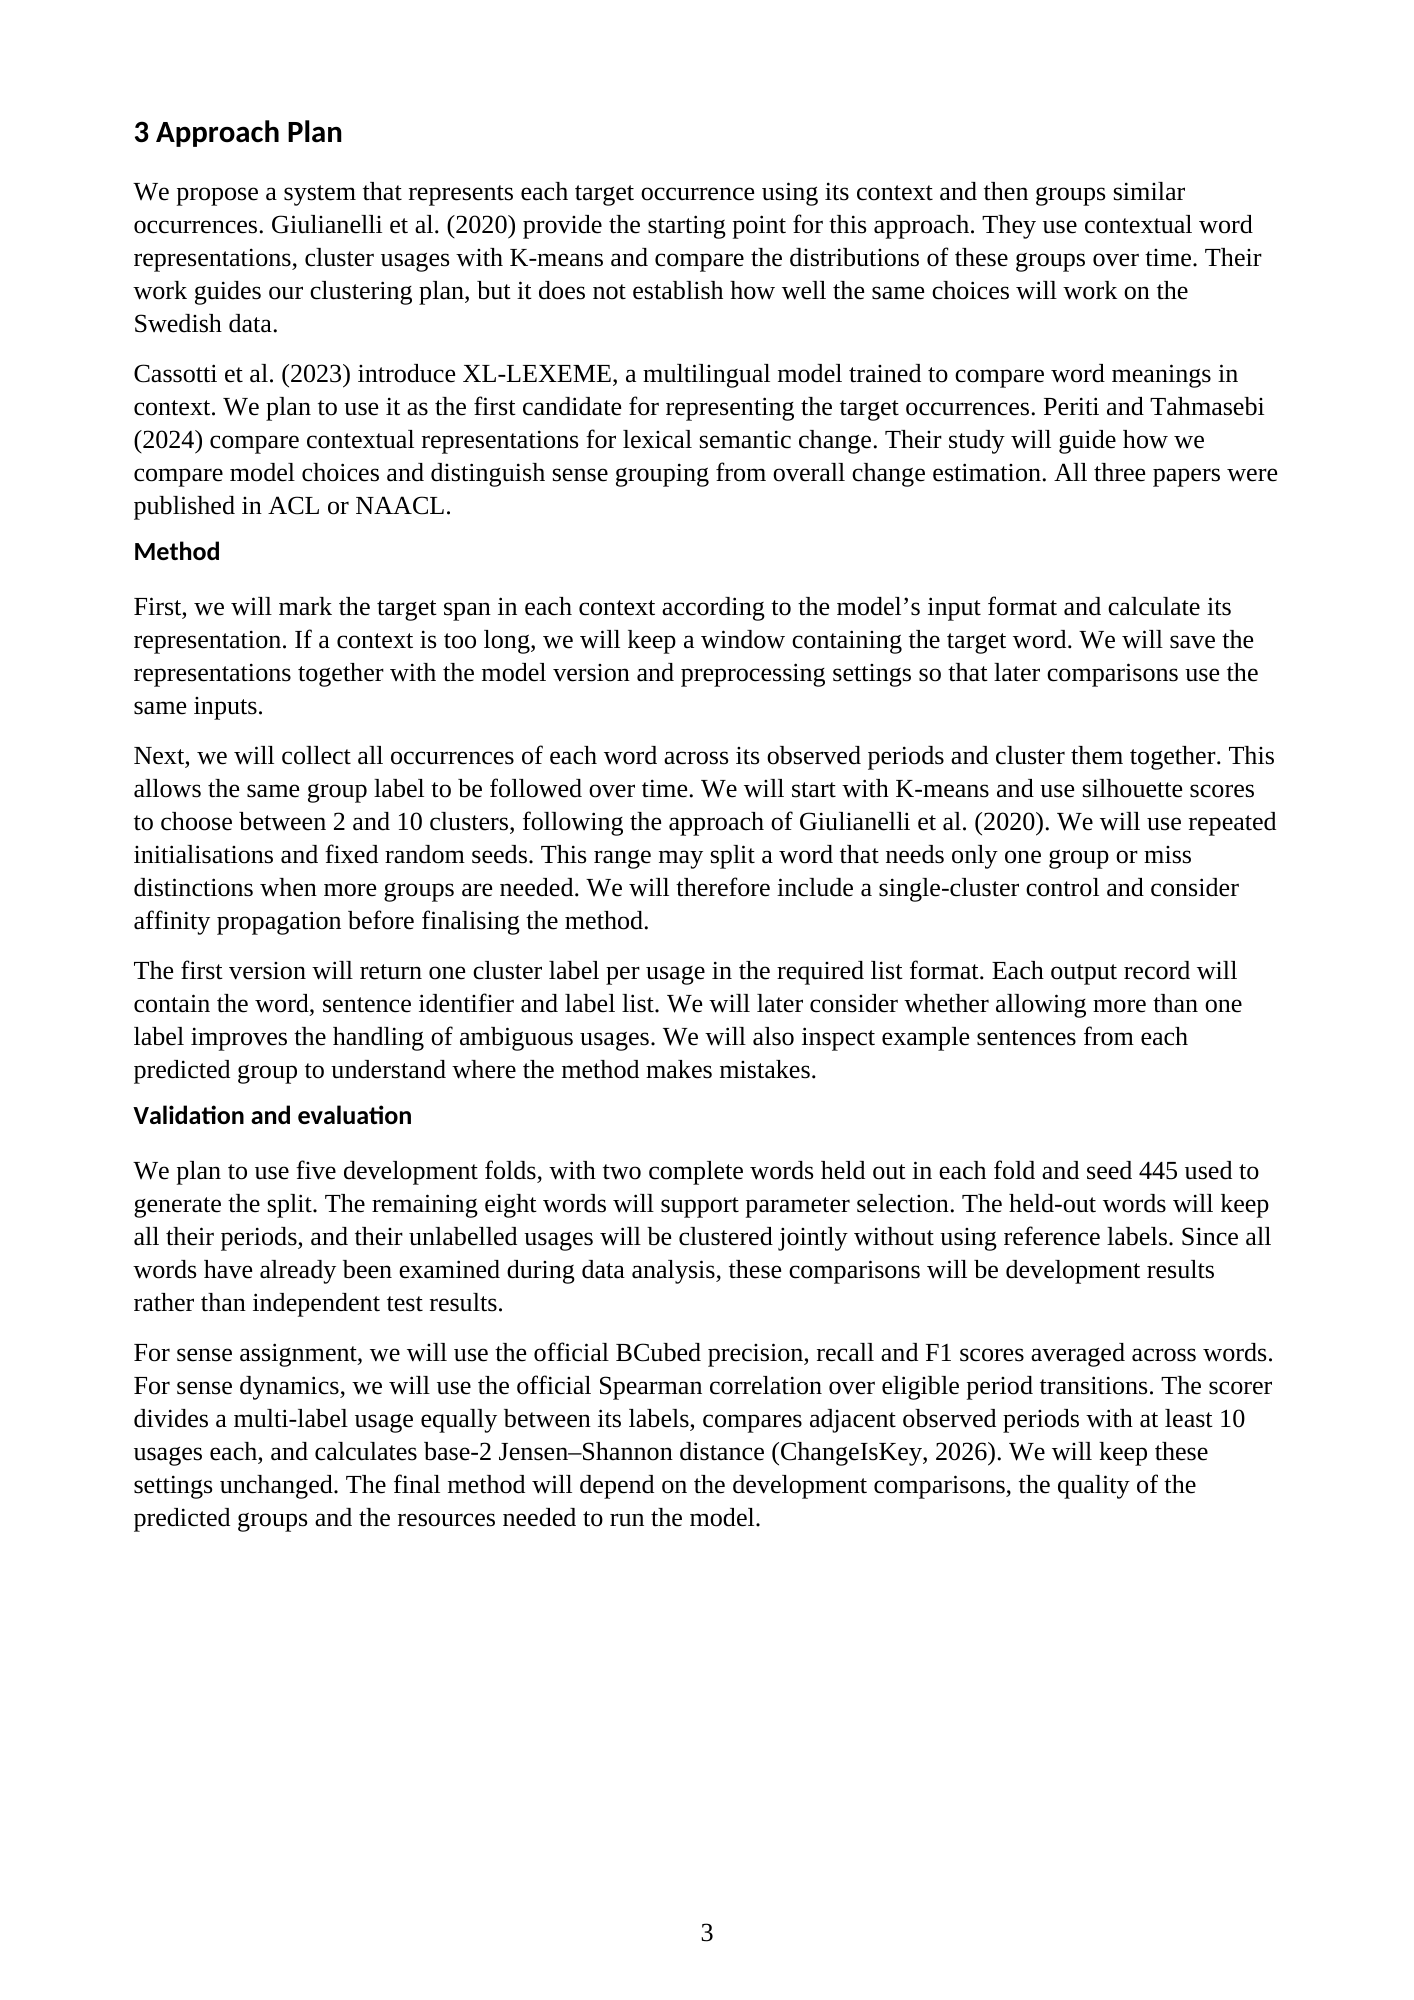 3 Approach Plan
We propose a system that represents each target occurrence using its context and then groups similar
occurrences. Giulianelli et al. (2020) provide the starting point for this approach. They use contextual word
representations, cluster usages with K-means and compare the distributions of these groups over time. Their
work guides our clustering plan, but it does not establish how well the same choices will work on the
Swedish data.
Cassotti et al. (2023) introduce XL-LEXEME, a multilingual model trained to compare word meanings in
context. We plan to use it as the first candidate for representing the target occurrences. Periti and Tahmasebi
(2024) compare contextual representations for lexical semantic change. Their study will guide how we
compare model choices and distinguish sense grouping from overall change estimation. All three papers were
published in ACL or NAACL.
Method
First, we will mark the target span in each context according to the model’s input format and calculate its
representation. If a context is too long, we will keep a window containing the target word. We will save the
representations together with the model version and preprocessing settings so that later comparisons use the
same inputs.
Next, we will collect all occurrences of each word across its observed periods and cluster them together. This
allows the same group label to be followed over time. We will start with K-means and use silhouette scores
to choose between 2 and 10 clusters, following the approach of Giulianelli et al. (2020). We will use repeated
initialisations and fixed random seeds. This range may split a word that needs only one group or miss
distinctions when more groups are needed. We will therefore include a single-cluster control and consider
affinity propagation before finalising the method.
The first version will return one cluster label per usage in the required list format. Each output record will
contain the word, sentence identifier and label list. We will later consider whether allowing more than one
label improves the handling of ambiguous usages. We will also inspect example sentences from each
predicted group to understand where the method makes mistakes.
Validation and evaluation
We plan to use five development folds, with two complete words held out in each fold and seed 445 used to
generate the split. The remaining eight words will support parameter selection. The held-out words will keep
all their periods, and their unlabelled usages will be clustered jointly without using reference labels. Since all
words have already been examined during data analysis, these comparisons will be development results
rather than independent test results.
For sense assignment, we will use the official BCubed precision, recall and F1 scores averaged across words.
For sense dynamics, we will use the official Spearman correlation over eligible period transitions. The scorer
divides a multi-label usage equally between its labels, compares adjacent observed periods with at least 10
usages each, and calculates base-2 Jensen–Shannon distance (ChangeIsKey, 2026). We will keep these
settings unchanged. The final method will depend on the development comparisons, the quality of the
predicted groups and the resources needed to run the model.
3